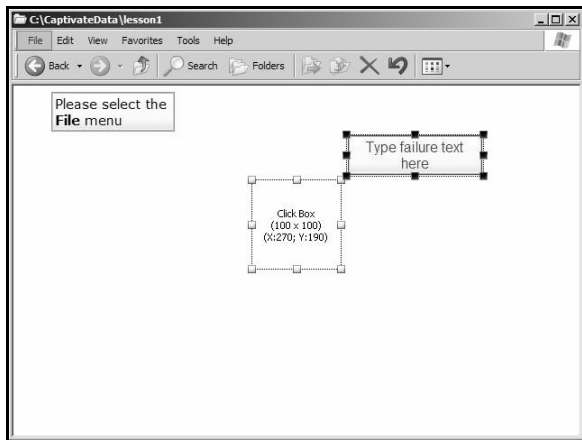 C:\CaptivateData\lesson1
File Edit View Favorites Tools Help
Back Search Folders
Please select the
File menu
Type failure text
here
Click Box
(100 x 100)
(X:270; Y:190)